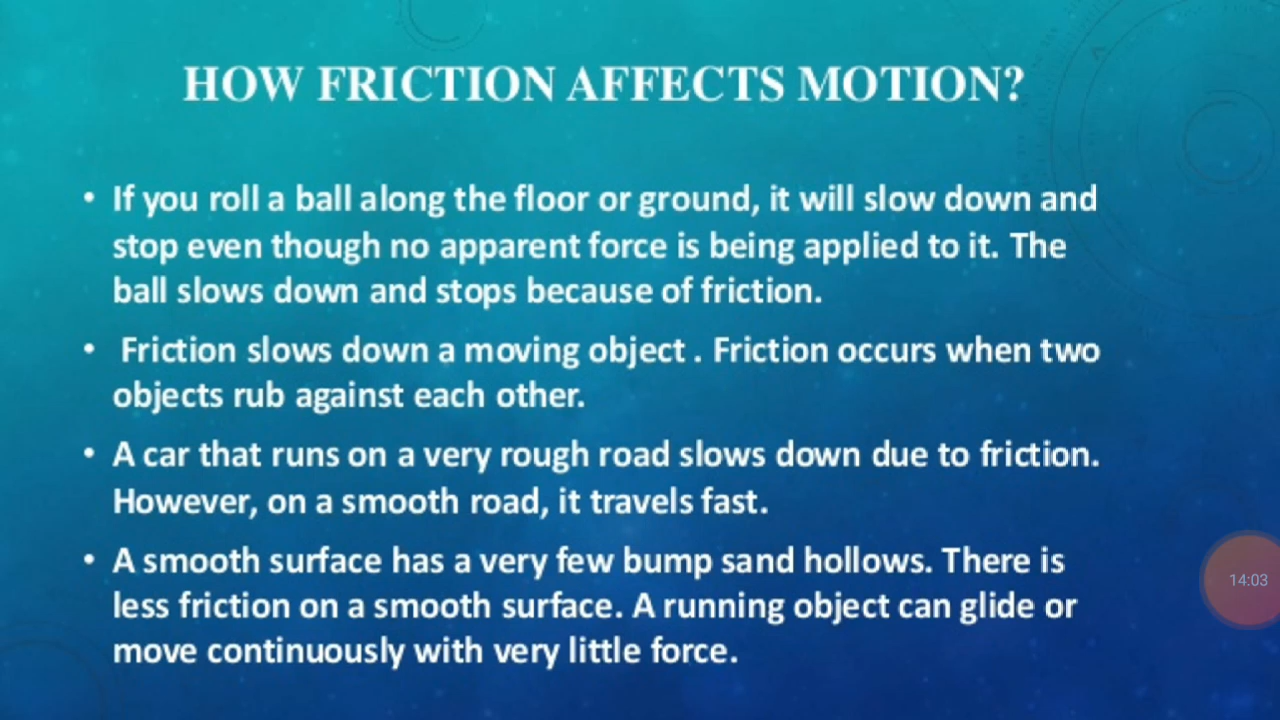 HOW FRICTION AFFECTS MOTION?
• If you roll a ball along the floor or ground, it will slow down and
stop even though no apparent force is being applied to it. The
ball slows down and stops because of friction.
• Friction slows down a moving object . Friction occurs when two
objects rub against each other.
• A car that runs on a very rough road slows down due to friction.
However, on a smooth road, it travels fast.
• A smooth surface has a very few bump sand hollows. There is
less friction on a smooth surface. A running object can glide or
move continuously with very little force.
14:03